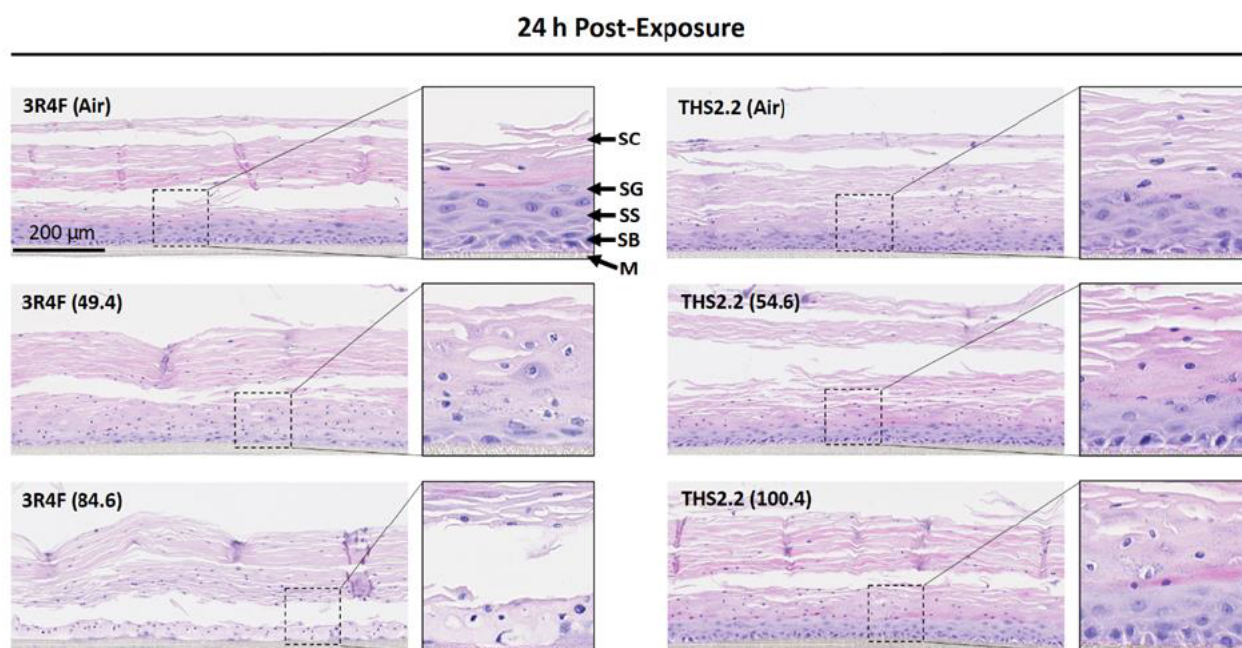 24 h Post-Exposure
3R4F (Air)
THS2.2 (Air)
SC
SG
SS
SB
M
200 μm
3R4F (49.4)
THS2.2 (54.6)
3R4F (84.6)
THS2.2 (100.4)